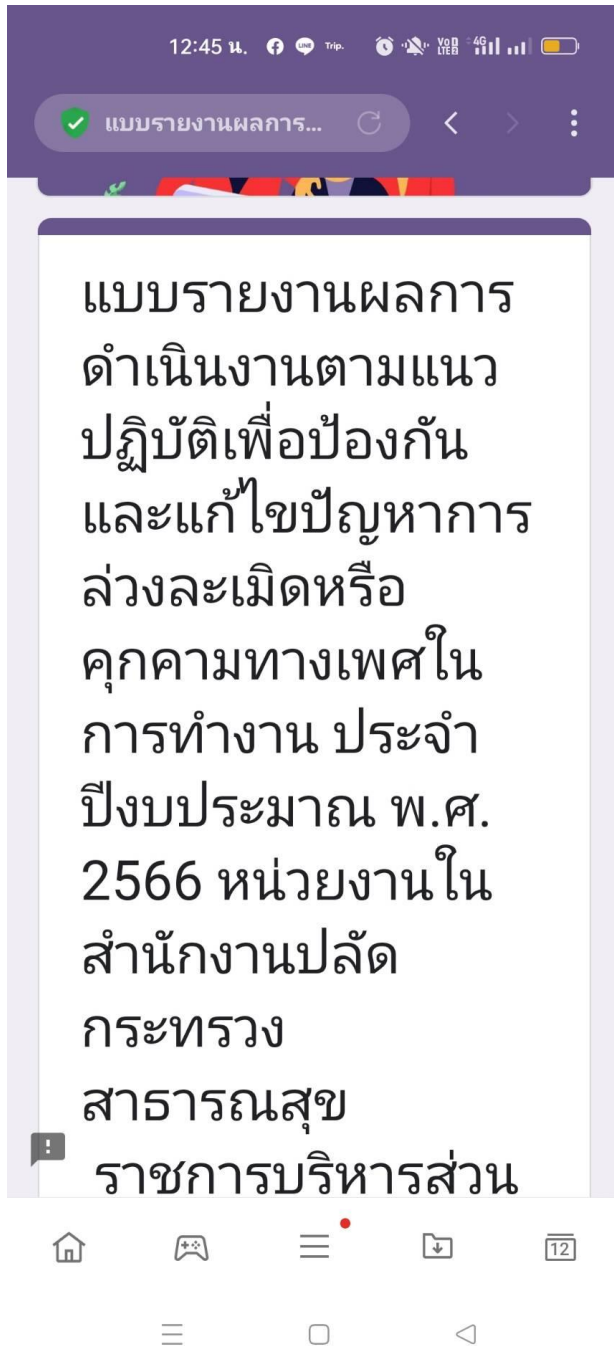 12:45 น. LINE Trip. VoD LTE 4G
แบบรายงานผลการ...
แบบรายงานผลการ
ดำเนินงานตามแนว
ปฏิบัติเพื่อป้องกัน
และแก้ไขปัญหาการ
ล่วงละเมิดหรือ
คุกคามทางเพศใน
การทำงาน ประจำ
ปีงบประมาณ พ.ศ.
2566 หน่วยงานใน
สำนักงานปลัด
กระทรวง
สาธารณสุข
ราชการบริหารส่วน
12